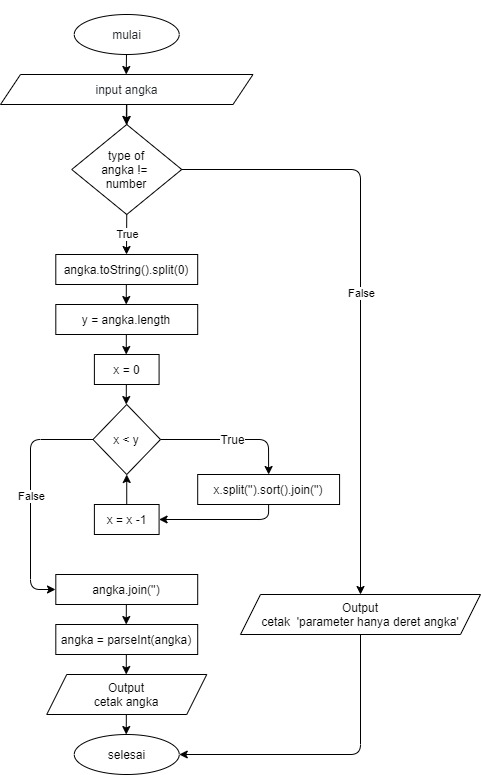 mulai
input angka
type of
angka !=
number
True
angka.toString().split(0)
False
y = angka.length
x = 0
x < y
True
x.split('').sort().join('')
False
x = x -1
angka.join('')
Output
cetak 'parameter hanya deret angka'
angka = parseInt(angka)
Output
cetak angka
selesai